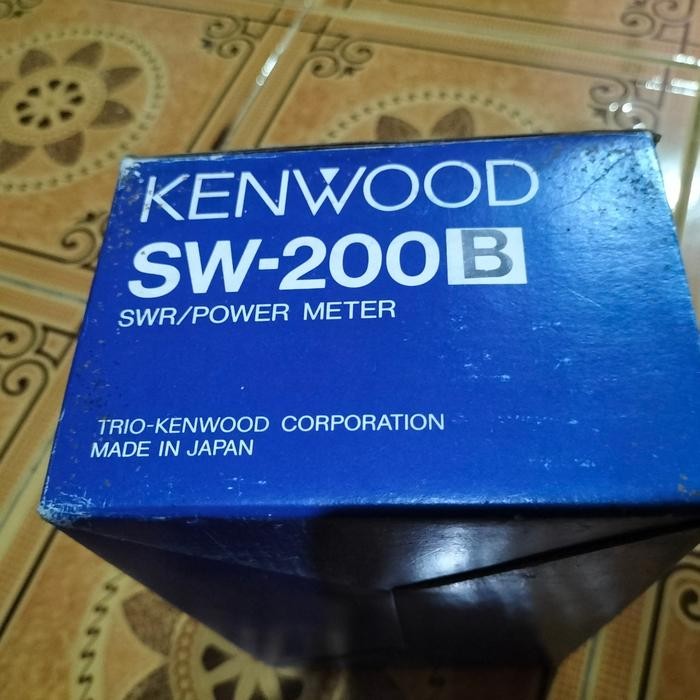 KENWOOD
SW-200B
SWR/POWER METER
TRIO-KENWOOD CORPORATION
MADE IN JAPAN